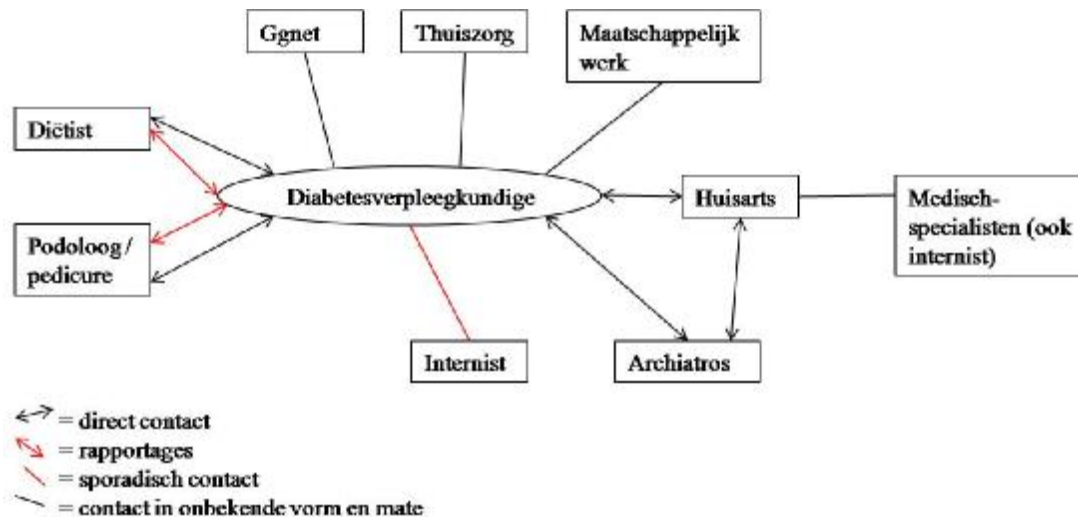 Ggnet
Thuiszorg
Maatschappelijk
werk
Diëtist
Diabetesverpleegkundige
Huisarts
Medisch-
specialisten (ook
internist)
Podoloog /
pedicure
Internist
Archiatros
= direct contact
= rapportages
= sporadisch contact
= contact in onbekende vorm en mate